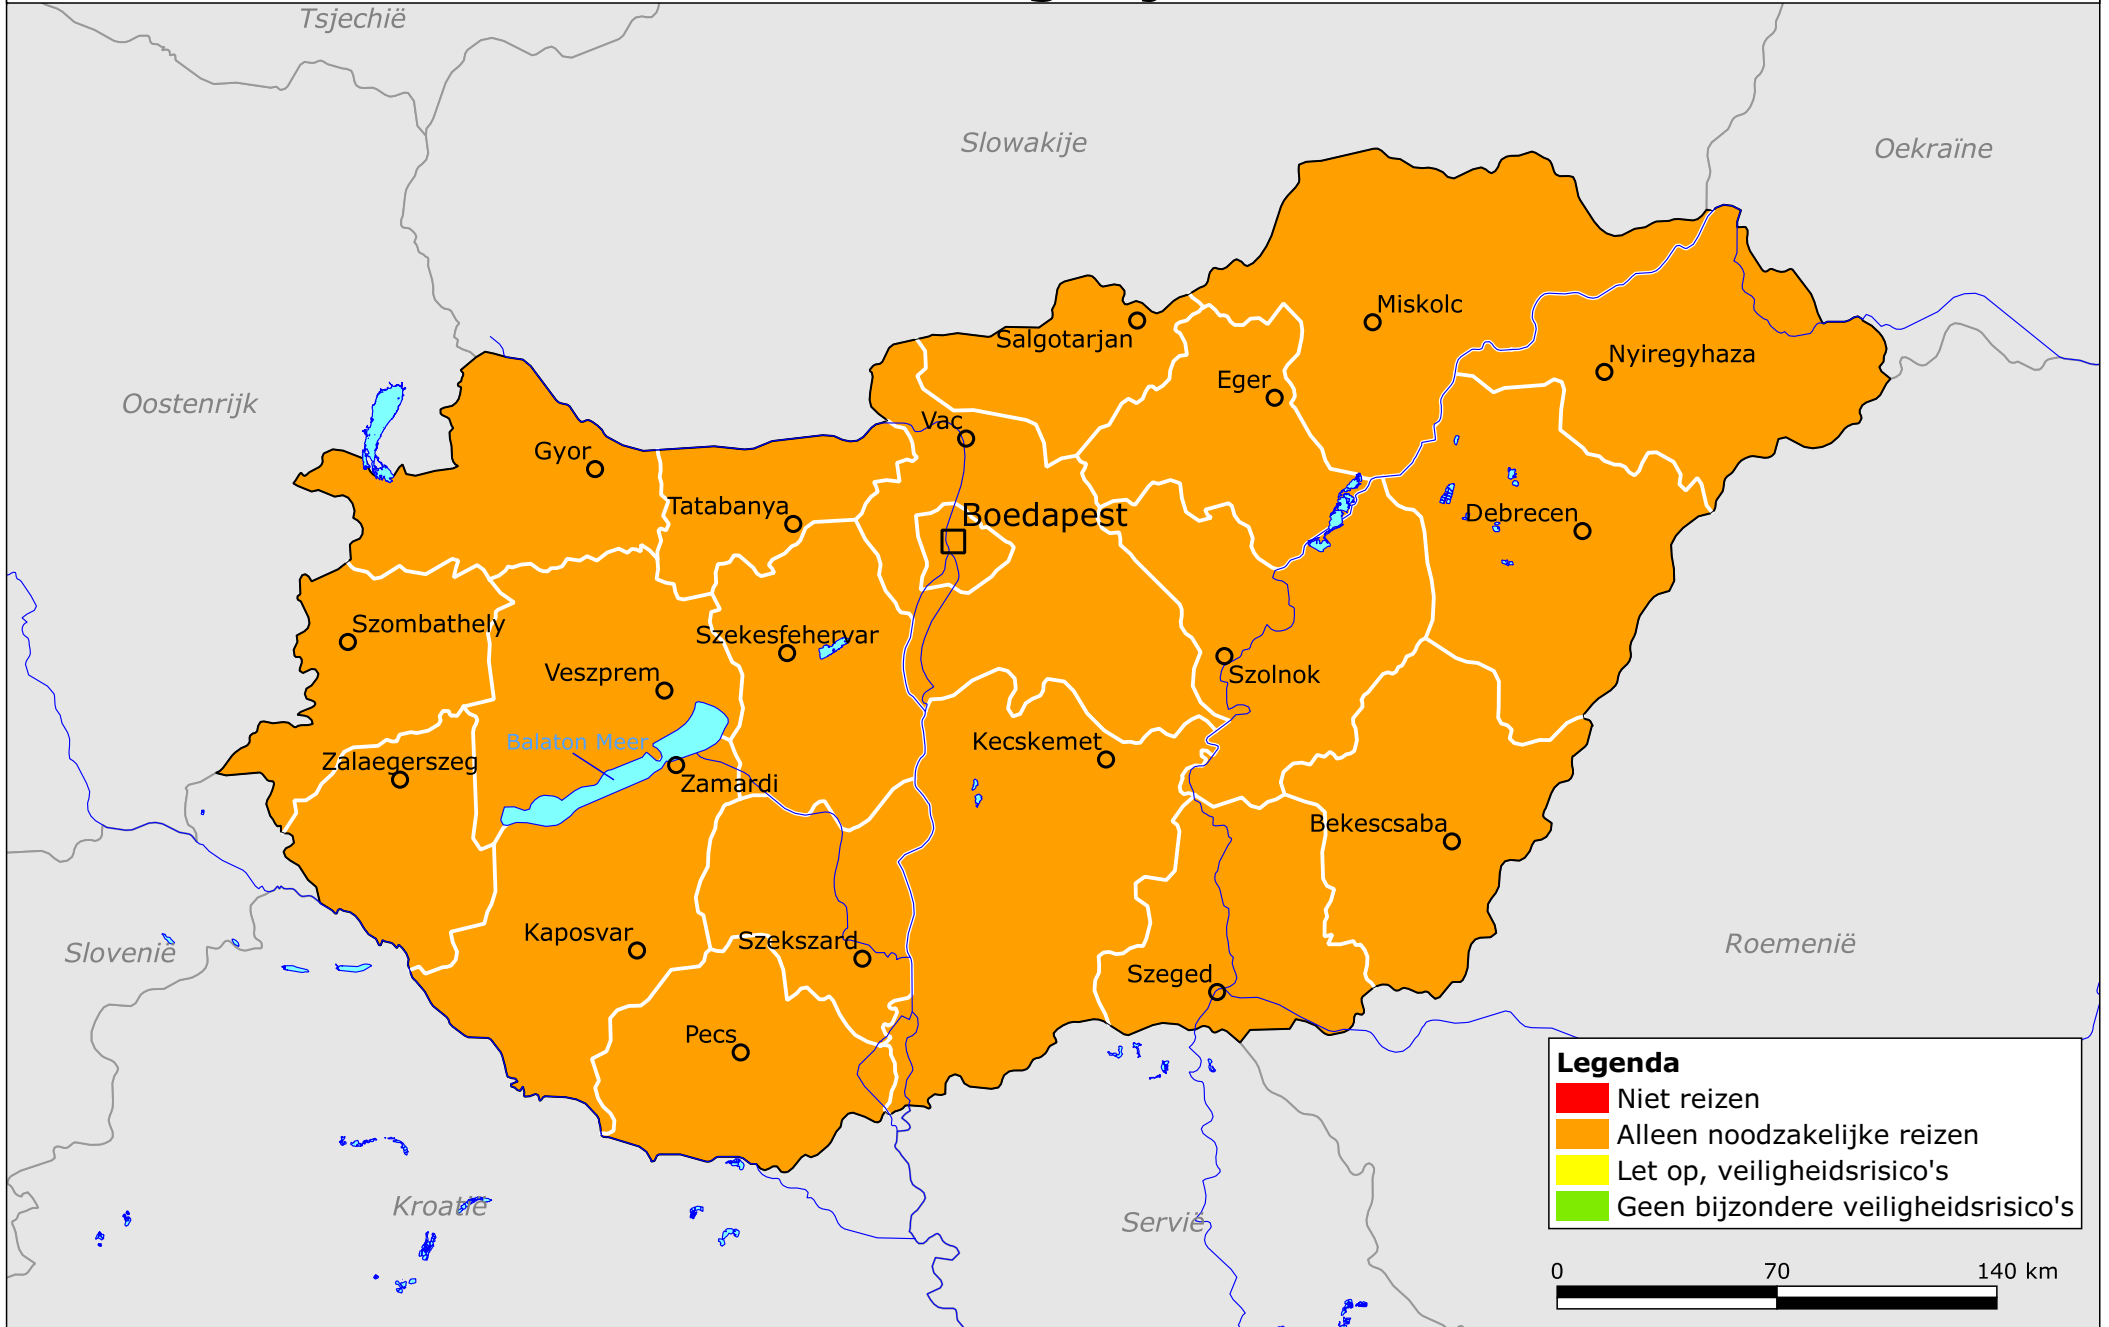 Tsjechië
Slowakije
Oekraïne
Miskolc
Salgotarjan
Nyiregyhaza
Eger
Oostenrijk
Vac
Gyor
Tatabanya
Boedapest
Debrecen
Szombathely
Szekesfehervar
Veszprem
Szolnok
Balaton Meer
Kecskemet
Zalaegerszeg
Zamardi
Bekescsaba
Kaposvar
Szekszard
Slovenië
Roemenië
Szeged
Pecs
Kroatië
Servië
Legenda
Niet reizen
Alleen noodzakelijke reizen
Let op, veiligheidsrisico's
Geen bijzondere veiligheidsrisico's
0 70 140 km